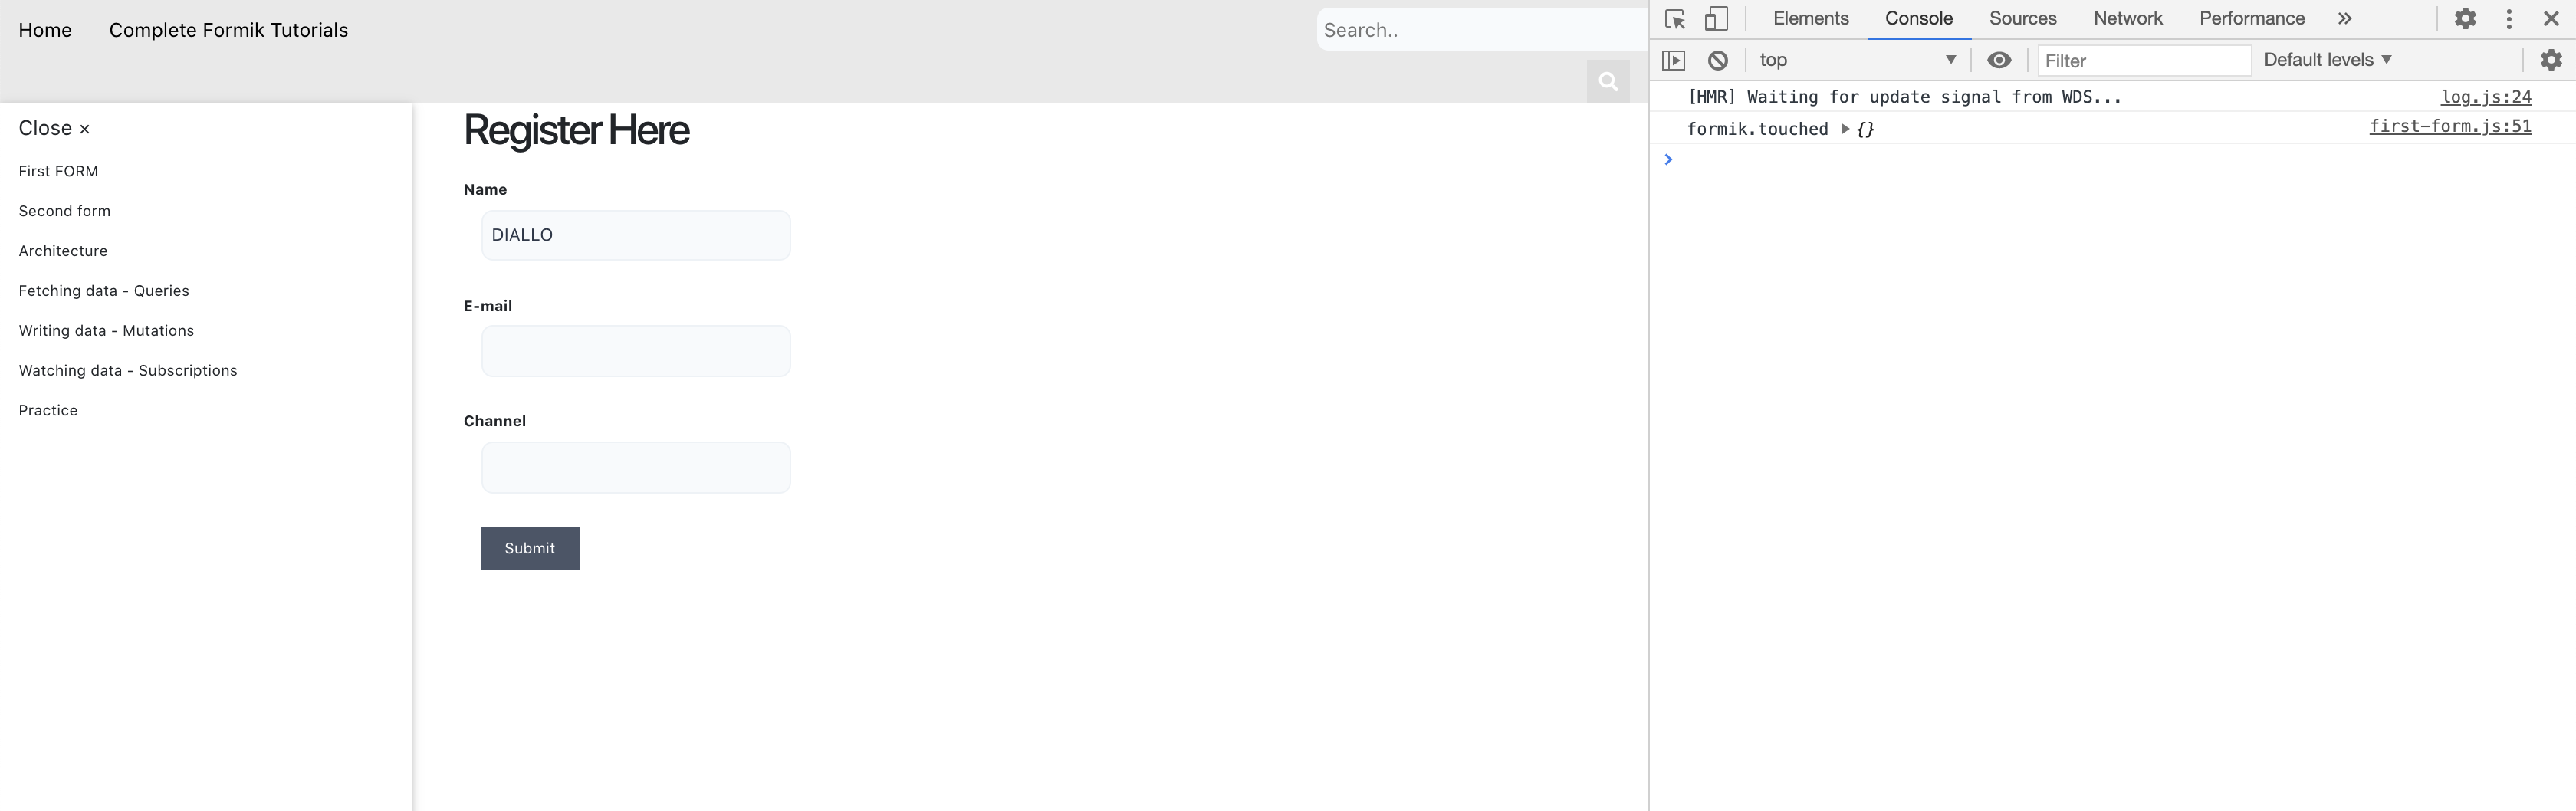 Home Complete Formik Tutorials
Search..
Close ×
First FORM
Second form
Architecture
Fetching data - Queries
Writing data - Mutations
Watching data - Subscriptions
Practice
Register Here
Name
DIALLO
E-mail
Channel
Submit
Elements Console Sources Network Performance »
top Filter Default levels
[HMR] Waiting for update signal from WDS... log.js:24
formik.touched {} first-form.js:51